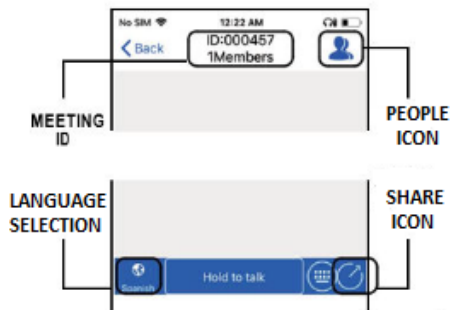 No SIM 12:22 AM
Back
ID:000457
1Members
MEETING
ID
PEOPLE
ICON
LANGUAGE
SELECTION
SHARE
ICON
Spanish
Hold to talk